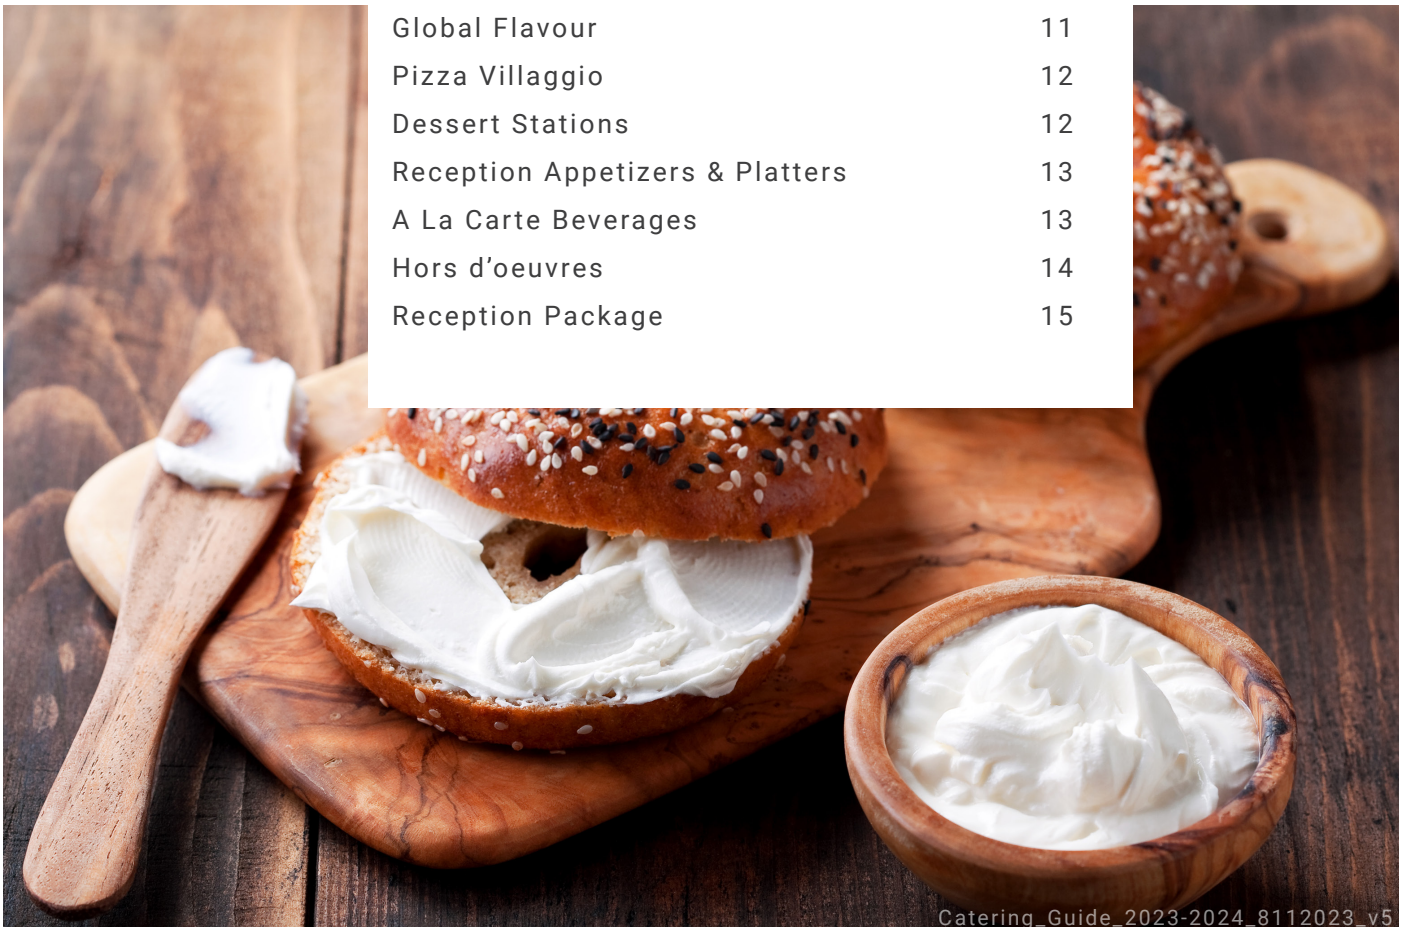 Global Flavour 11
Pizza Villaggio 12
Dessert Stations 12
Reception Appetizers & Platters 13
A La Carte Beverages 13
Hors d’oeuvres 14
Reception Package 15
Catering_Guide_2023-2024_8112023_v5